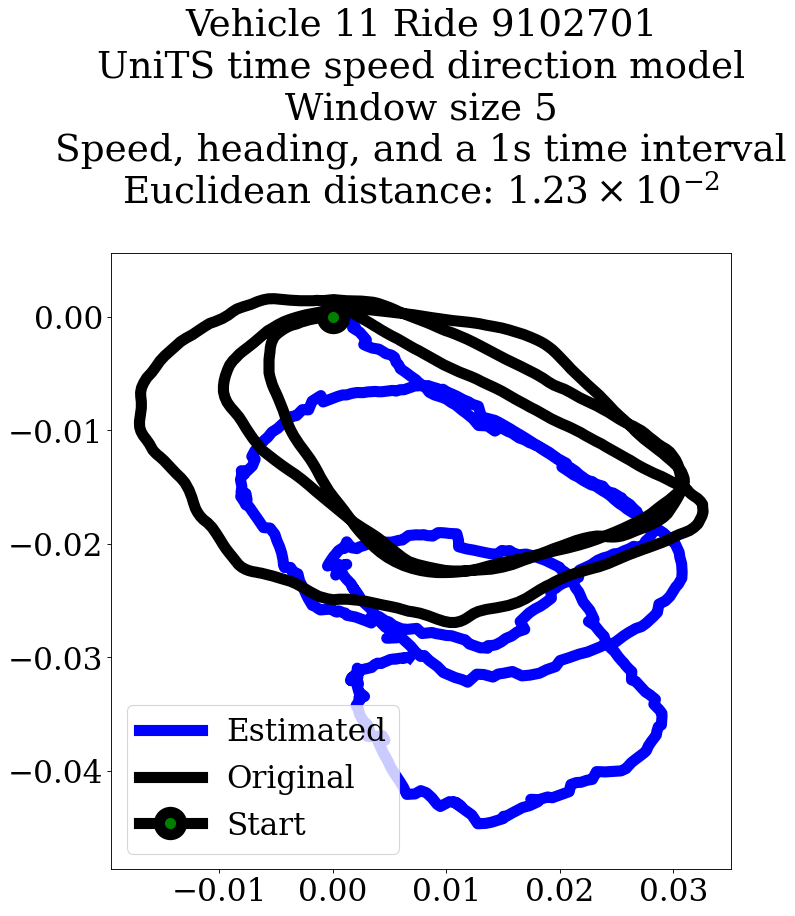 Vehicle 11 Ride 9102701
UniTS time speed direction model
Window size 5
Speed, heading, and a 1s time interval
Euclidean distance: 1.23 × 10⁻²
0.00
−0.01
−0.02
−0.03
−0.04
Estimated
Original
Start
−0.01 0.00 0.01 0.02 0.03